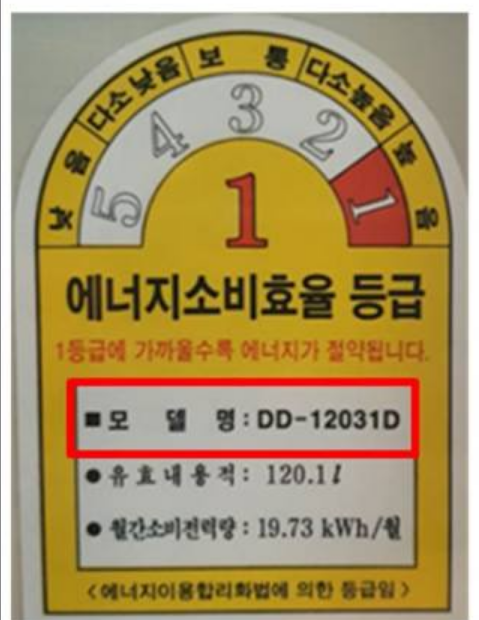 낮음 다소낮음 보통 다소높음 높음
5 4 3 2 1
1
에너지소비효율 등급
1등급에 가까울수록 에너지가 절약됩니다.
■ 모 델 명 : DD-12031D
● 유효내용적 : 120.1ℓ
● 월간소비전력량 : 19.73 kWh/월
<에너지이용합리화법에 의한 등급임>